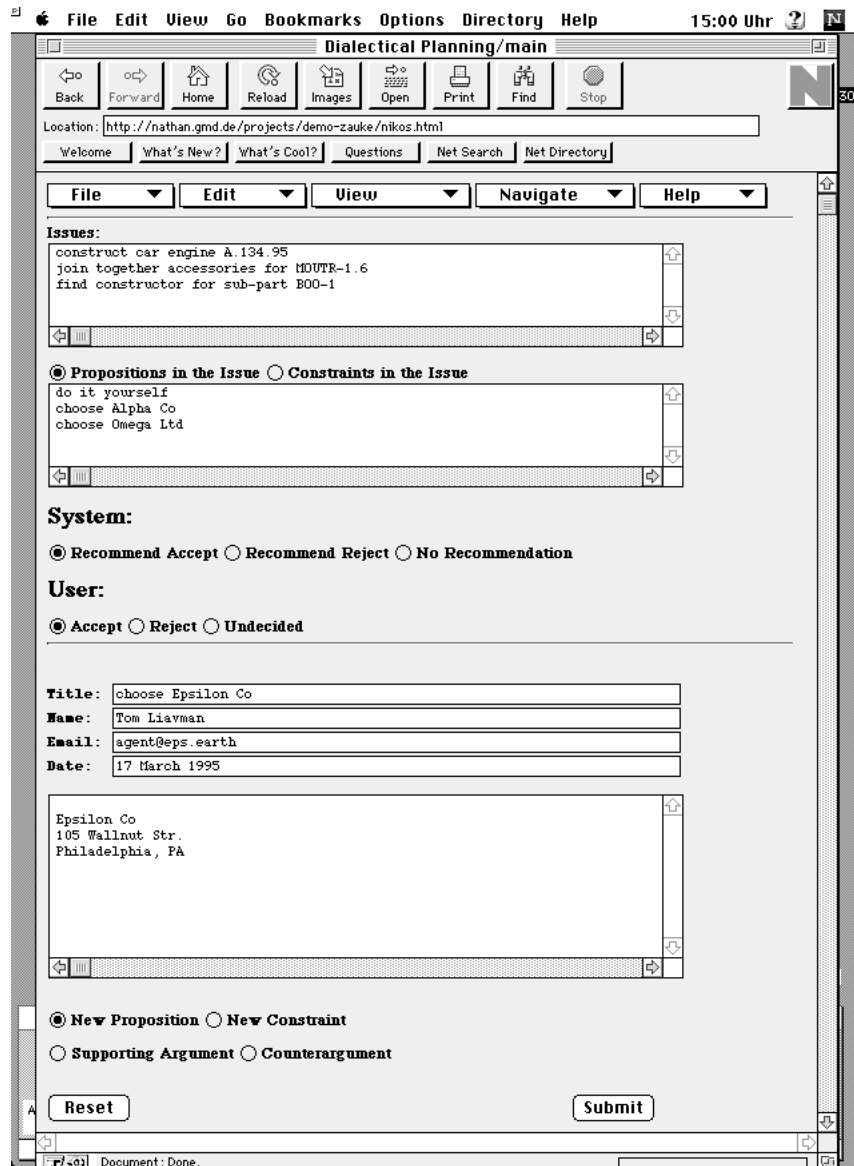 File Edit View Go Bookmarks Options Directory Help 15:00 Uhr N
Dialectical Planning/main
Back Forward Home Reload Images Open Print Find Stop N
30
Location: http://nathan.gmd.de/projects/demo-zauke/nikos.html
Welcome What's New? What's Cool? Questions Net Search Net Directory
File Edit View Navigate Help
Issues:
construct car engine A.134.95
join together accessories for MOUTR-1.6
find constructor for sub-part BOO-1
Propositions in the Issue Constraints in the Issue
do it yourself
choose Alpha Co
choose Omega Ltd
System:
Recommend Accept Recommend Reject No Recommendation
User:
Accept Reject Undecided
Title: choose Epsilon Co
Name: Tom Liavman
Email: agent@eps.earth
Date: 17 March 1995
Epsilon Co
105 Wallnut Str.
Philadelphia, PA
New Proposition New Constraint
Supporting Argument Counterargument
A
Reset Submit
Document: Done.